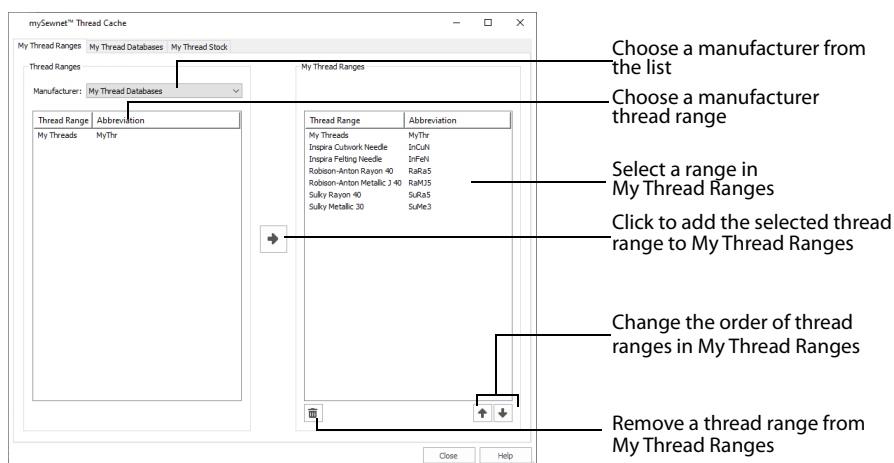 mySewnet™ Thread Cache
My Thread Ranges My Thread Databases My Thread Stock
Thread Ranges
Manufacturer: My Thread Databases
Thread Range Abbreviation
My Threads MyThr
My Thread Ranges
Thread Range Abbreviation
My Threads MyThr
Inspira Cutwork Needle InCuN
Inspira Felting Needle InFeN
Robison-Anton Rayon 40 RaRa5
Robison-Anton Metallic J 40 RaMJ5
Sulky Rayon 40 SuRa5
Sulky Metallic 30 SuMe3
Close Help
Choose a manufacturer from
the list
Choose a manufacturer
thread range
Select a range in
My Thread Ranges
Click to add the selected thread
range to My Thread Ranges
Change the order of thread
ranges in My Thread Ranges
Remove a thread range from
My Thread Ranges